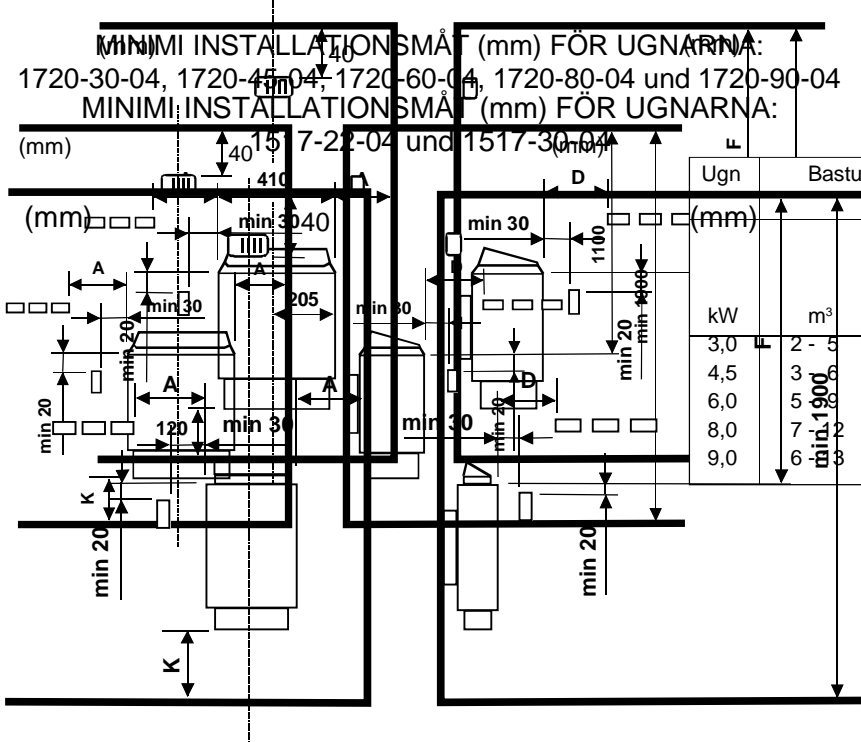 MINIMI INSTALLATIONSMÅT (mm) FÖR UGNARNA:
(mm)
(mm)
40
1720-30-04, 1720-45-04, 1720-60-04, 1720-80-04 und 1720-90-04
MINIMI INSTALLATIONSMÅT (mm) FÖR UGNARNA:
1517-22-04 und 1517-30-04
(mm)
(mm)
40
F
Ugn Bastu
410
A
D
(mm)
min 30
40
min 30
(mm)
1100
A
A
D
min 30
205
min 30
min 1900
kW m³
min 20
min 20
F
3,0 2 - 5
4,5 3 - 6
6,0 5 - 9
8,0 7 - 12
9,0 6 - 13
A
A
D
min 1900
min 20
120
min 30
min 30
min 20
K
min 20
min 20
K